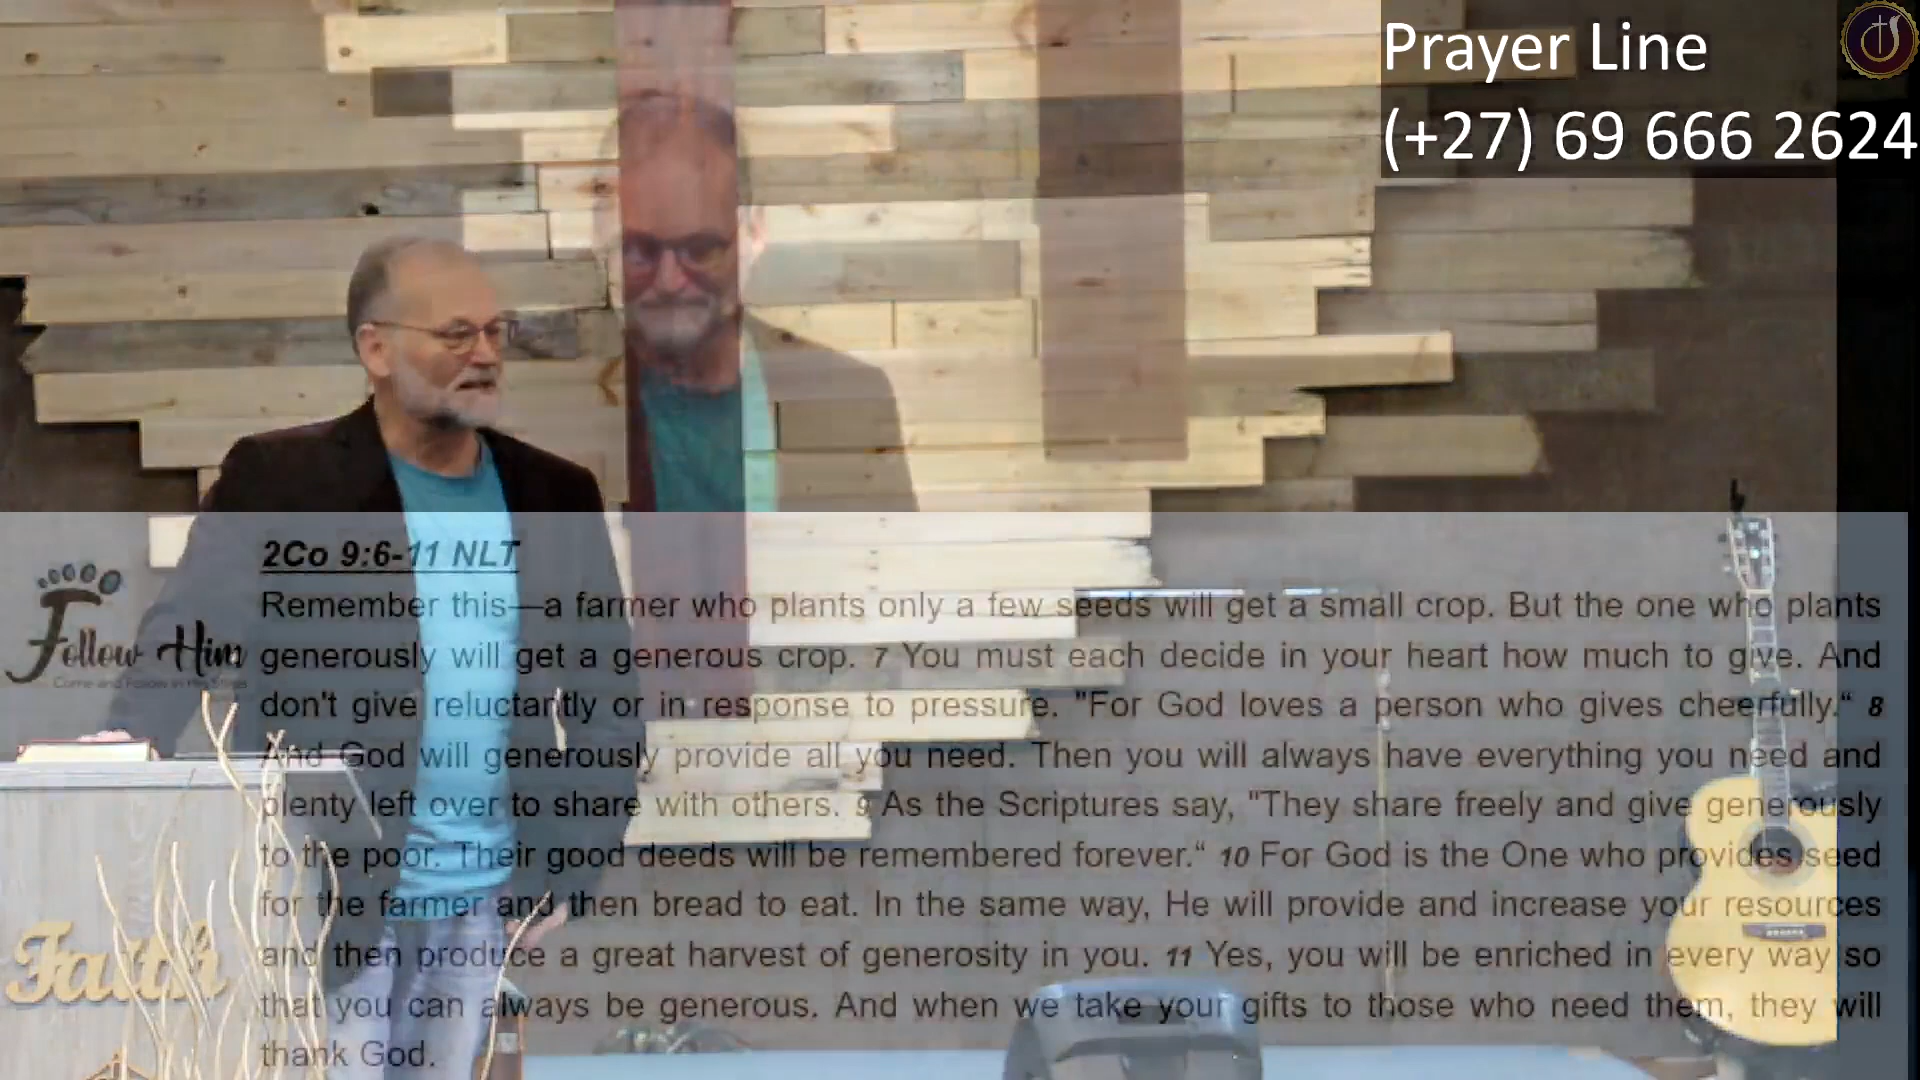 Prayer Line
(+27) 69 666 2624
2Co 9:6-11 NLT
Remember this—a farmer who plants only a few seeds will get a small crop. But the one who plants
generously will get a generous crop. 7 You must each decide in your heart how much to give. And
don't give reluctantly or in response to pressure. "For God loves a person who gives cheerfully.“ 8
And God will generously provide all you need. Then you will always have everything you need and
plenty left over to share with others. 9 As the Scriptures say, "They share freely and give generously
to the poor. Their good deeds will be remembered forever.“ 10 For God is the One who provides seed
for the farmer and then bread to eat. In the same way, He will provide and increase your resources
and then produce a great harvest of generosity in you. 11 Yes, you will be enriched in every way so
that you can always be generous. And when we take your gifts to those who need them, they will
thank God.
Follow Him
Come and Follow in His Steps
Faith